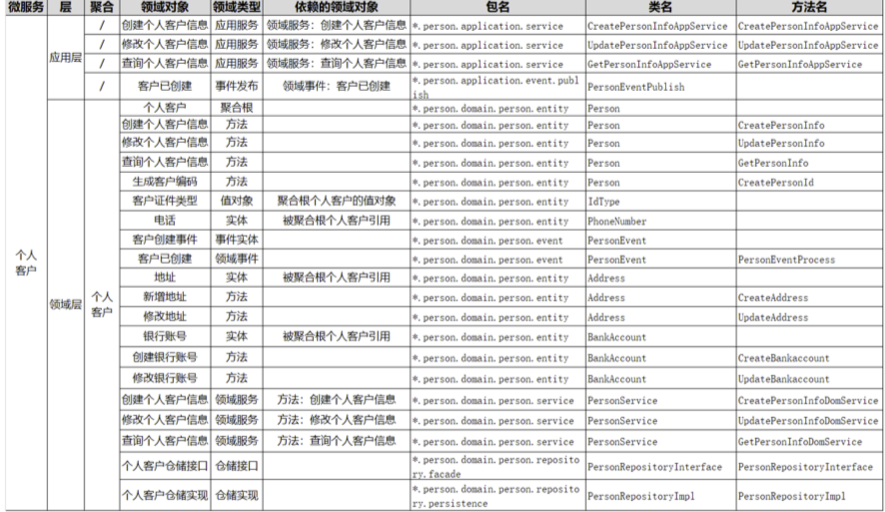 微服务 层 聚合 领域对象 领域类型 依赖的领域对象 包名 类名 方法名
个人客户 应用层 / 创建个人客户信息 应用服务 领域服务：创建个人客户信息 *.person.application.service CreatePersonInfoAppService CreatePersonInfoAppService
/ 修改个人客户信息 应用服务 领域服务：修改个人客户信息 *.person.application.service UpdatePersonInfoAppService UpdatePersonInfoAppService
/ 查询个人客户信息 应用服务 领域服务：查询个人客户信息 *.person.application.service GetPersonInfoAppService GetPersonInfoAppService
/ 客户已创建 事件发布 领域事件：客户已创建 *.person.application.event.publish PersonEventPublish
领域层 个人客户 个人客户 聚合根 *.person.domain.person.entity Person
创建个人客户信息 方法 *.person.domain.person.entity Person CreatePersonInfo
修改个人客户信息 方法 *.person.domain.person.entity Person UpdatePersonInfo
查询个人客户信息 方法 *.person.domain.person.entity Person GetPersonInfo
生成客户编码 方法 *.person.domain.person.entity Person CreatePersonId
客户证件类型 值对象 聚合根个人客户的值对象 *.person.domain.person.entity IdType
电话 实体 被聚合根个人客户引用 *.person.domain.person.entity PhoneNumber
客户创建事件 事件实体 *.person.domain.person.event PersonEvent
客户已创建 领域事件 *.person.domain.person.event PersonEvent PersonEventProcess
地址 实体 被聚合根个人客户引用 *.person.domain.person.entity Address
新增地址 方法 *.person.domain.person.entity Address CreateAddress
修改地址 方法 *.person.domain.person.entity Address UpdateAddress
银行账号 实体 被聚合根个人客户引用 *.person.domain.person.entity BankAccount
创建银行账号 方法 *.person.domain.person.entity BankAccount CreateBankaccount
修改银行账号 方法 *.person.domain.person.entity BankAccount UpdateBankaccount
创建个人客户信息 领域服务 方法：创建个人客户信息 *.person.domain.person.service PersonService CreatePersonInfoDomService
修改个人客户信息 领域服务 方法：修改个人客户信息 *.person.domain.person.service PersonService UpdatePersonInfoDomService
查询个人客户信息 领域服务 方法：查询个人客户信息 *.person.domain.person.service PersonService GetPersonInfoDomService
个人客户仓储接口 仓储接口 *.person.domain.person.repository.facade PersonRepositoryInterface PersonRepositoryInterface
个人客户仓储实现 仓储实现 *.person.domain.person.repository.persistence PersonRepositoryImpl PersonRepositoryImpl